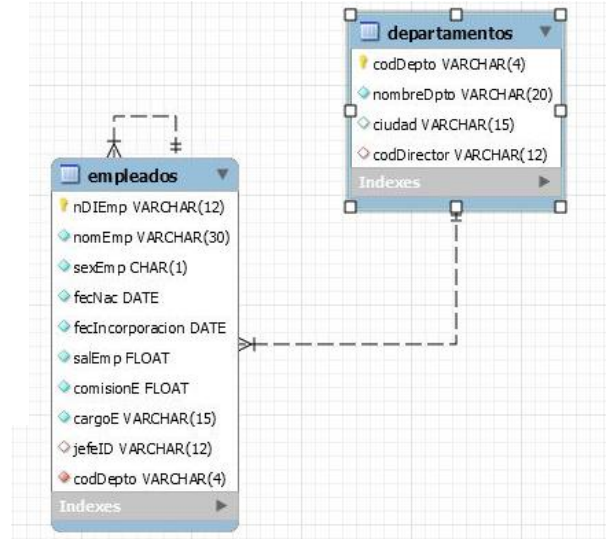 departamentos
codDepto VARCHAR(4)
nombreDpto VARCHAR(20)
ciudad VARCHAR(15)
codDirector VARCHAR(12)
Indexes
empleados
nDIEmp VARCHAR(12)
nomEmp VARCHAR(30)
sexEmp CHAR(1)
fecNac DATE
fecIncorporacion DATE
salEmp FLOAT
comisionE FLOAT
cargoE VARCHAR(15)
jefeID VARCHAR(12)
codDepto VARCHAR(4)
Indexes